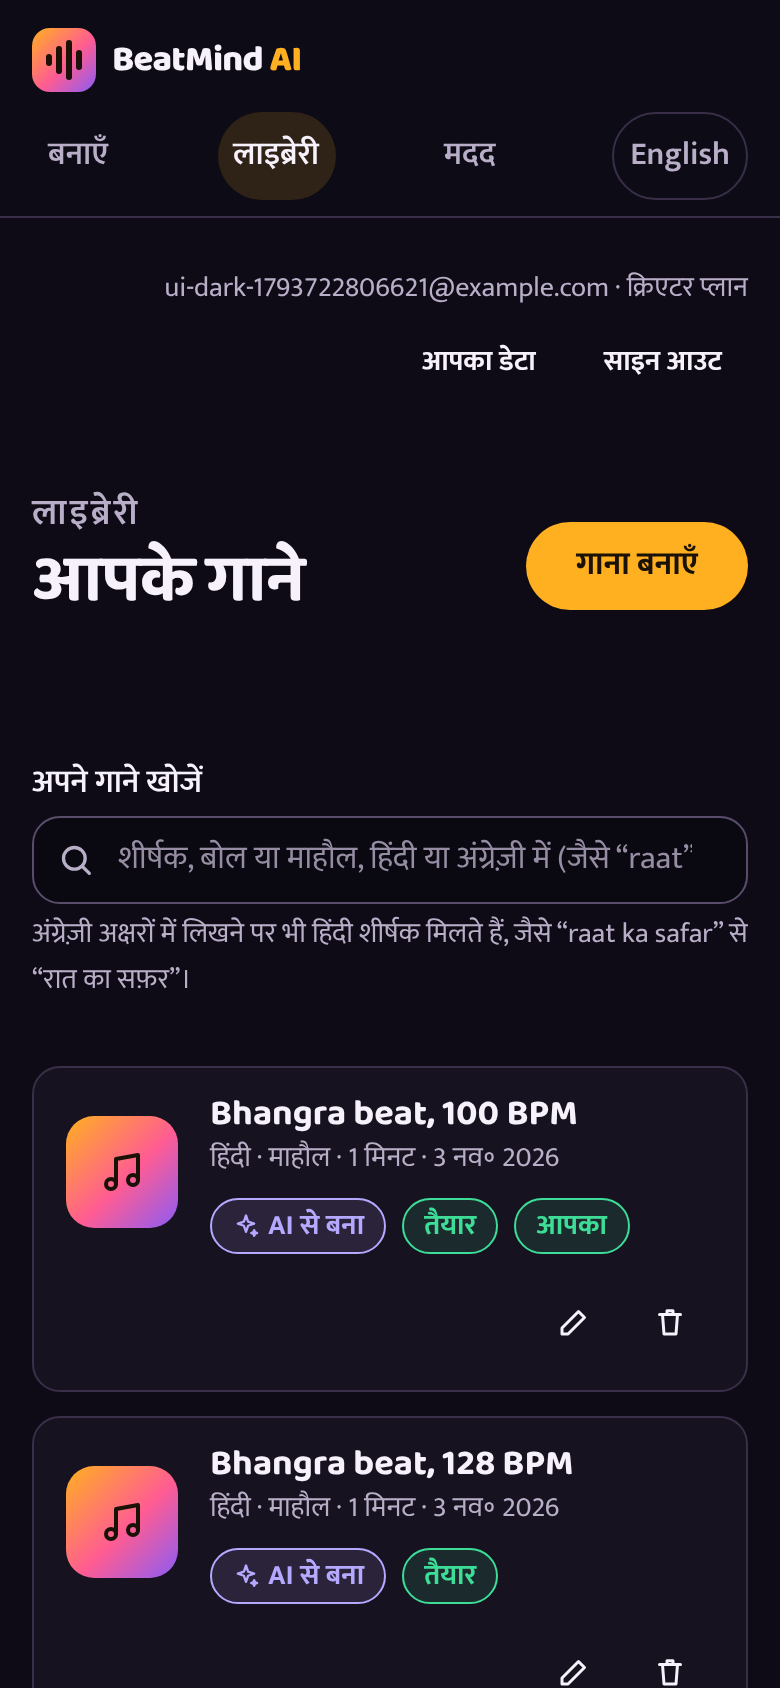 BeatMind AI
बनाएँ लाइब्रेरी मदद English
ui-dark-1793722806621@example.com · क्रिएटर प्लान
आपका डेटा साइन आउट
लाइब्रेरी
आपके गाने
गाना बनाएँ
अपने गाने खोजें
शीर्षक, बोल या माहौल, हिंदी या अंग्रेज़ी में (जैसे “raat”
अंग्रेज़ी अक्षरों में लिखने पर भी हिंदी शीर्षक मिलते हैं, जैसे “raat ka safar” से
“रात का सफ़र”।
Bhangra beat, 100 BPM
हिंदी · माहौल · 1 मिनट · 3 नव॰ 2026
AI से बना तैयार आपका
Bhangra beat, 128 BPM
हिंदी · माहौल · 1 मिनट · 3 नव॰ 2026
AI से बना तैयार